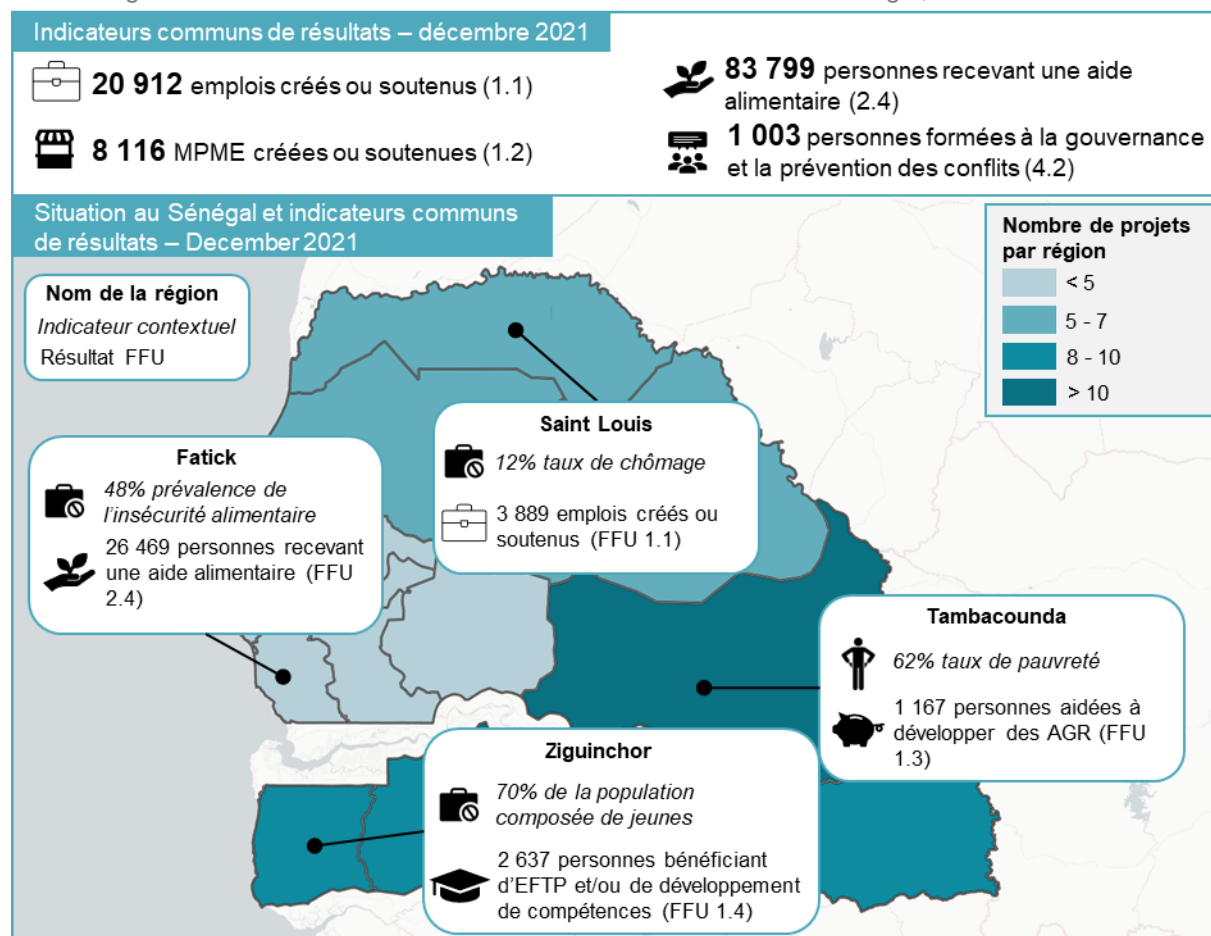 Indicateurs communs de résultats – décembre 2021
20 912 emplois créés ou soutenus (1.1)
8 116 MPME créées ou soutenues (1.2)
83 799 personnes recevant une aide
alimentaire (2.4)
1 003 personnes formées à la gouvernance
et la prévention des conflits (4.2)
Situation au Sénégal et indicateurs communs
de résultats – December 2021
Nombre de projets
par région
< 5
5 - 7
8 - 10
> 10
Nom de la région
Indicateur contextuel
Résultat FFU
Saint Louis
12% taux de chômage
3 889 emplois créés ou
soutenus (FFU 1.1)
Fatick
48% prévalence de
l'insécurité alimentaire
26 469 personnes recevant
une aide alimentaire (FFU
2.4)
Tambacounda
62% taux de pauvreté
1 167 personnes aidées à
développer des AGR (FFU
1.3)
Ziguinchor
70% de la population
composée de jeunes
2 637 personnes bénéficiant
d'EFTP et/ou de développement
de compétences (FFU 1.4)